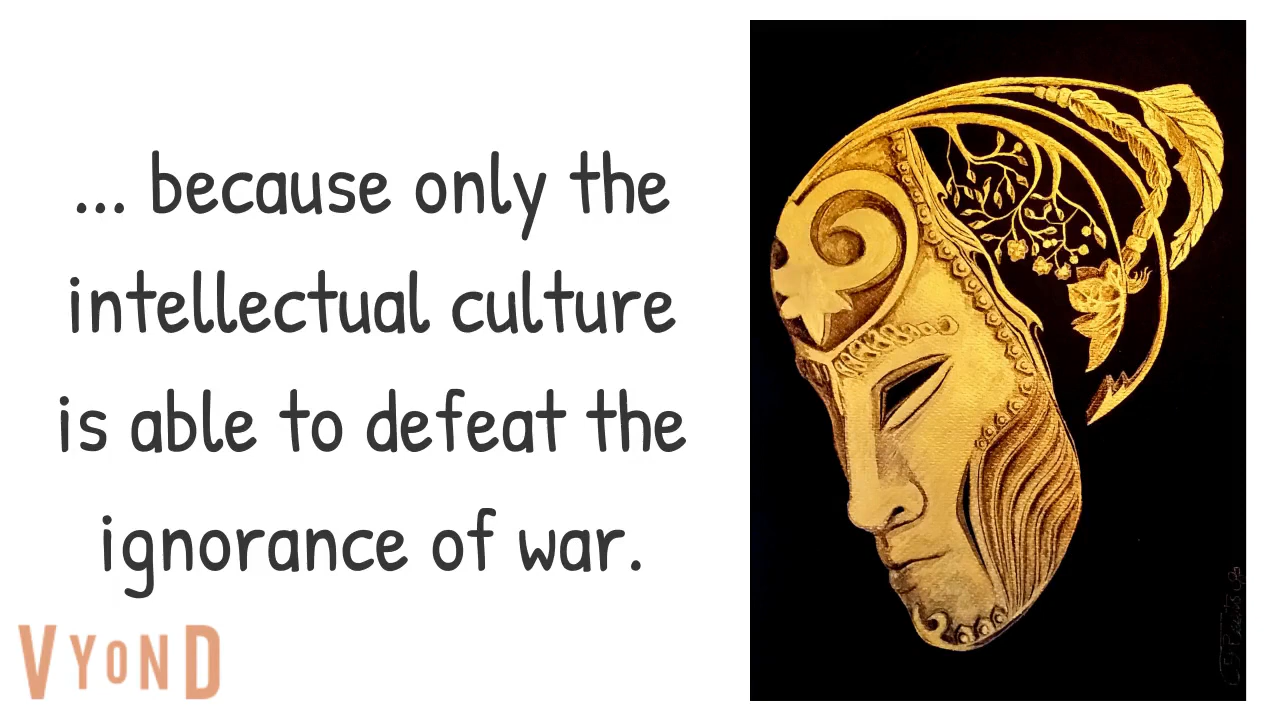 ... because only the
intellectual culture
is able to defeat the
ignorance of war.
VYOND